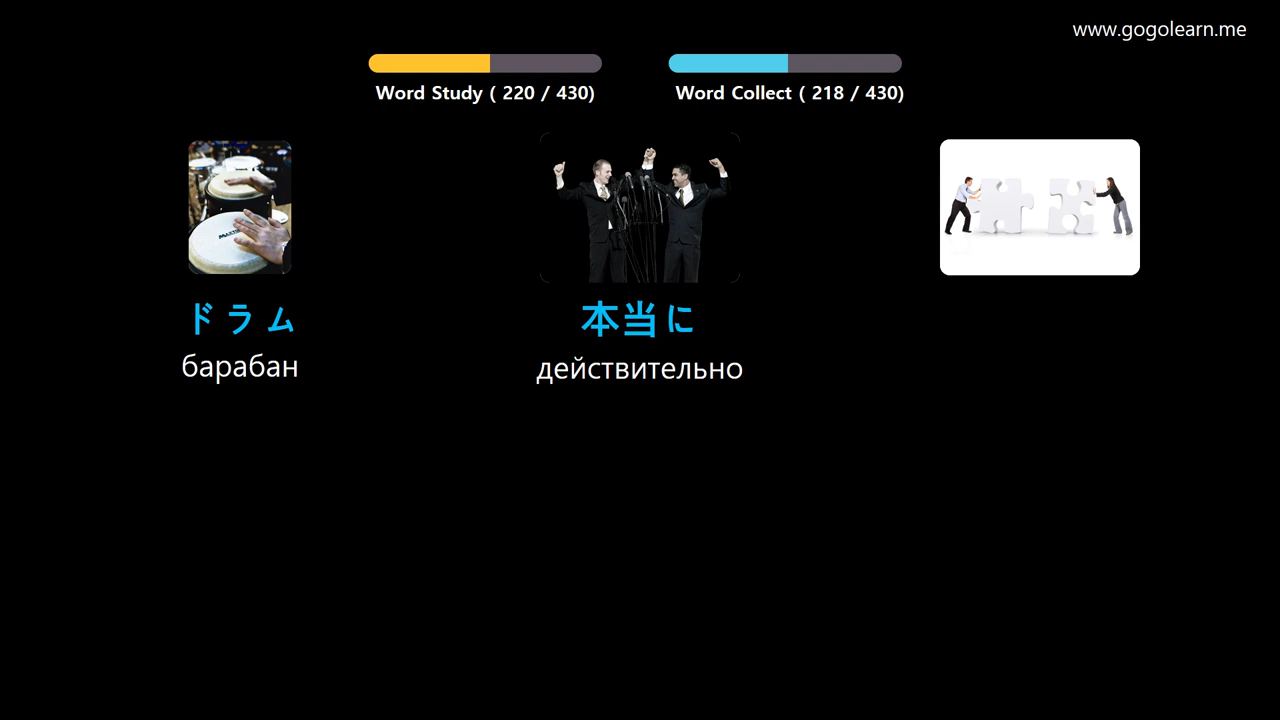 www.gogolearn.me
Word Study ( 220 / 430)
Word Collect ( 218 / 430)
ドラム
барабан
本当に
действительно